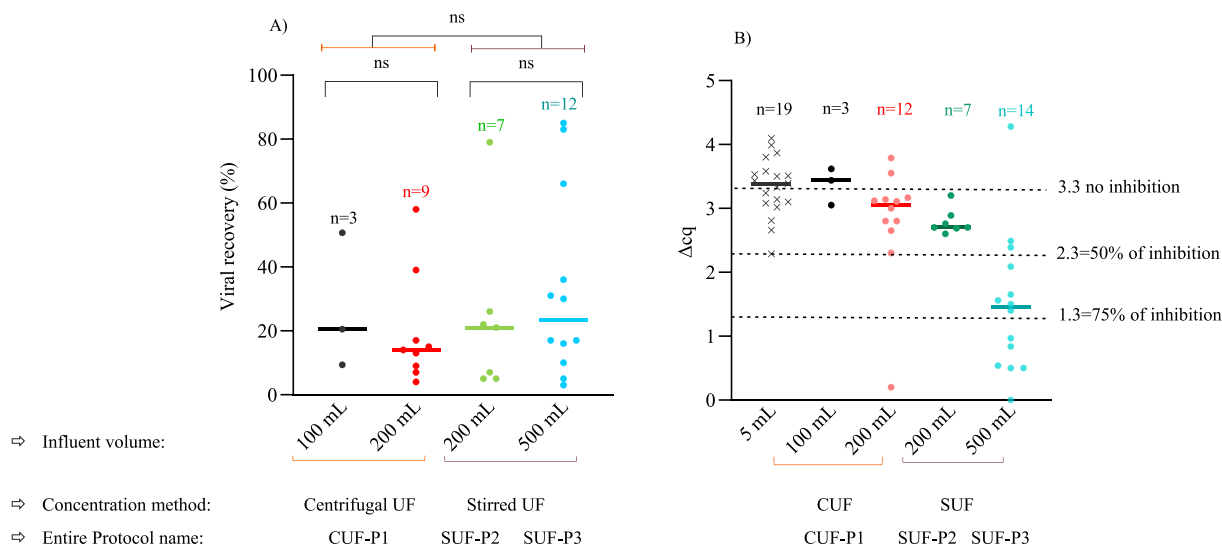 A)
ns
ns
ns
Viral recovery (%)
100
80
60
40
20
0
n=3
n=9
n=7
n=12
100 mL
200 mL
200 mL
500 mL
B)
Δcq
5
4
3
2
1
0
n=19
n=3
n=12
n=7
n=14
3.3 no inhibition
2.3=50% of inhibition
1.3=75% of inhibition
5 mL
100 mL
200 mL
200 mL
500 mL
⇨ Influent volume:
⇨ Concentration method:
Centrifugal UF
Stirred UF
CUF
SUF
⇨ Entire Protocol name:
CUF-P1
SUF-P2
SUF-P3
CUF-P1
SUF-P2
SUF-P3